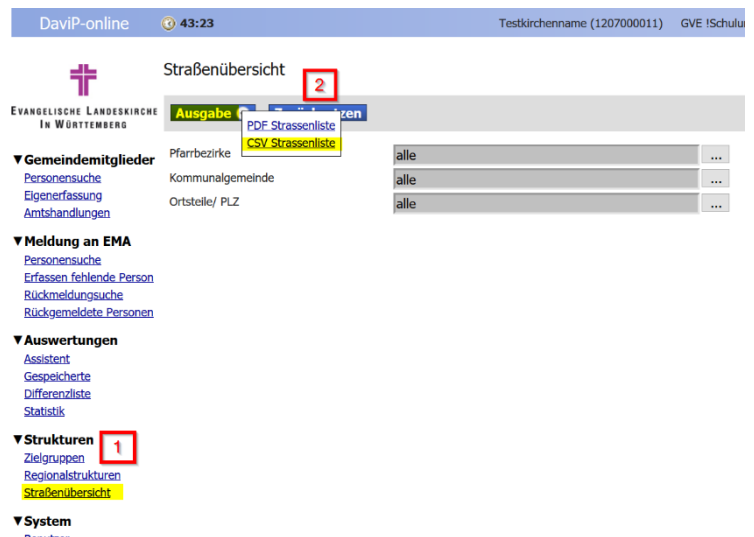 DaviP-online
43:23
Testkirchenname (1207000011)
GVE !Schulun
Straßenübersicht
2
EVANGELISCHE LANDESKIRCHE
IN WÜRTTEMBERG
Ausgabe
PDF Strassenliste
CSV Strassenliste
Pfarrbezirke
alle
...
Kommunalgemeinde
alle
...
Ortsteile/ PLZ
alle
...
▼Gemeindemitglieder
Personensuche
Eigenerfassung
Amtshandlungen
▼Meldung an EMA
Personensuche
Erfassen fehlende Person
Rückmeldungsuche
Rückgemeldete Personen
▼Auswertungen
Assistent
Gespeicherte
Differenzliste
Statistik
▼Strukturen
1
Zielgruppen
Regionalstrukturen
Straßenübersicht
▼System